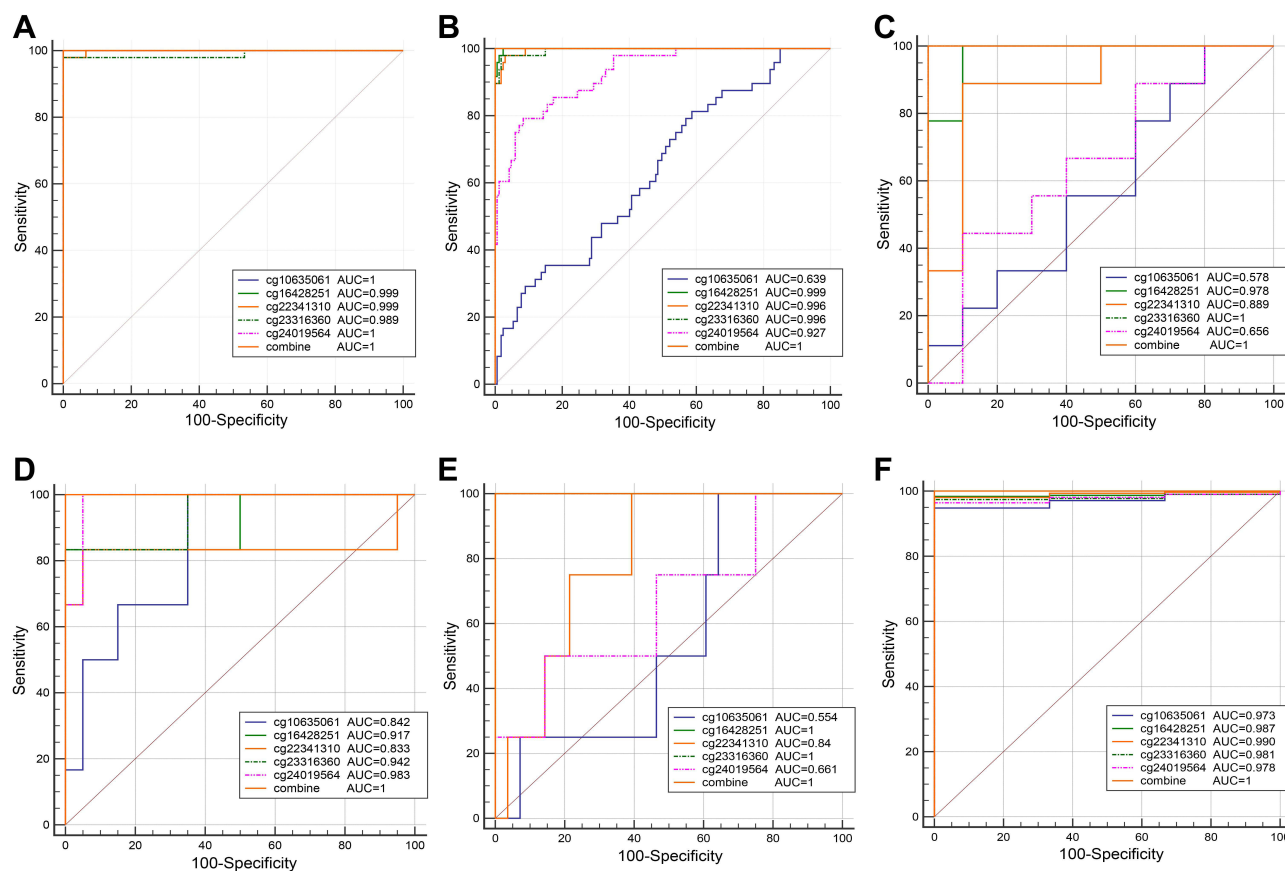 A
100
80
60
40
20
0
Sensitivity
0 20 40 60 80 100
100-Specificity
cg10635061 AUC=1
cg16428251 AUC=0.999
cg22341310 AUC=0.999
cg23316360 AUC=0.989
cg24019564 AUC=1
combine AUC=1
B
100
80
60
40
20
0
Sensitivity
0 20 40 60 80 100
100-Specificity
cg10635061 AUC=0.639
cg16428251 AUC=0.999
cg22341310 AUC=0.996
cg23316360 AUC=0.996
cg24019564 AUC=0.927
combine AUC=1
C
100
80
60
40
20
0
Sensitivity
0 20 40 60 80 100
100-Specificity
cg10635061 AUC=0.578
cg16428251 AUC=0.978
cg22341310 AUC=0.889
cg23316360 AUC=1
cg24019564 AUC=0.656
combine AUC=1
D
100
80
60
40
20
0
Sensitivity
0 20 40 60 80 100
100-Specificity
cg10635061 AUC=0.842
cg16428251 AUC=0.917
cg22341310 AUC=0.833
cg23316360 AUC=0.942
cg24019564 AUC=0.983
combine AUC=1
E
100
80
60
40
20
0
Sensitivity
0 20 40 60 80 100
100-Specificity
cg10635061 AUC=0.554
cg16428251 AUC=1
cg22341310 AUC=0.84
cg23316360 AUC=1
cg24019564 AUC=0.661
combine AUC=1
F
100
80
60
40
20
0
Sensitivity
0 20 40 60 80 100
100-Specificity
cg10635061 AUC=0.973
cg16428251 AUC=0.987
cg22341310 AUC=0.990
cg23316360 AUC=0.981
cg24019564 AUC=0.978
combine AUC=1